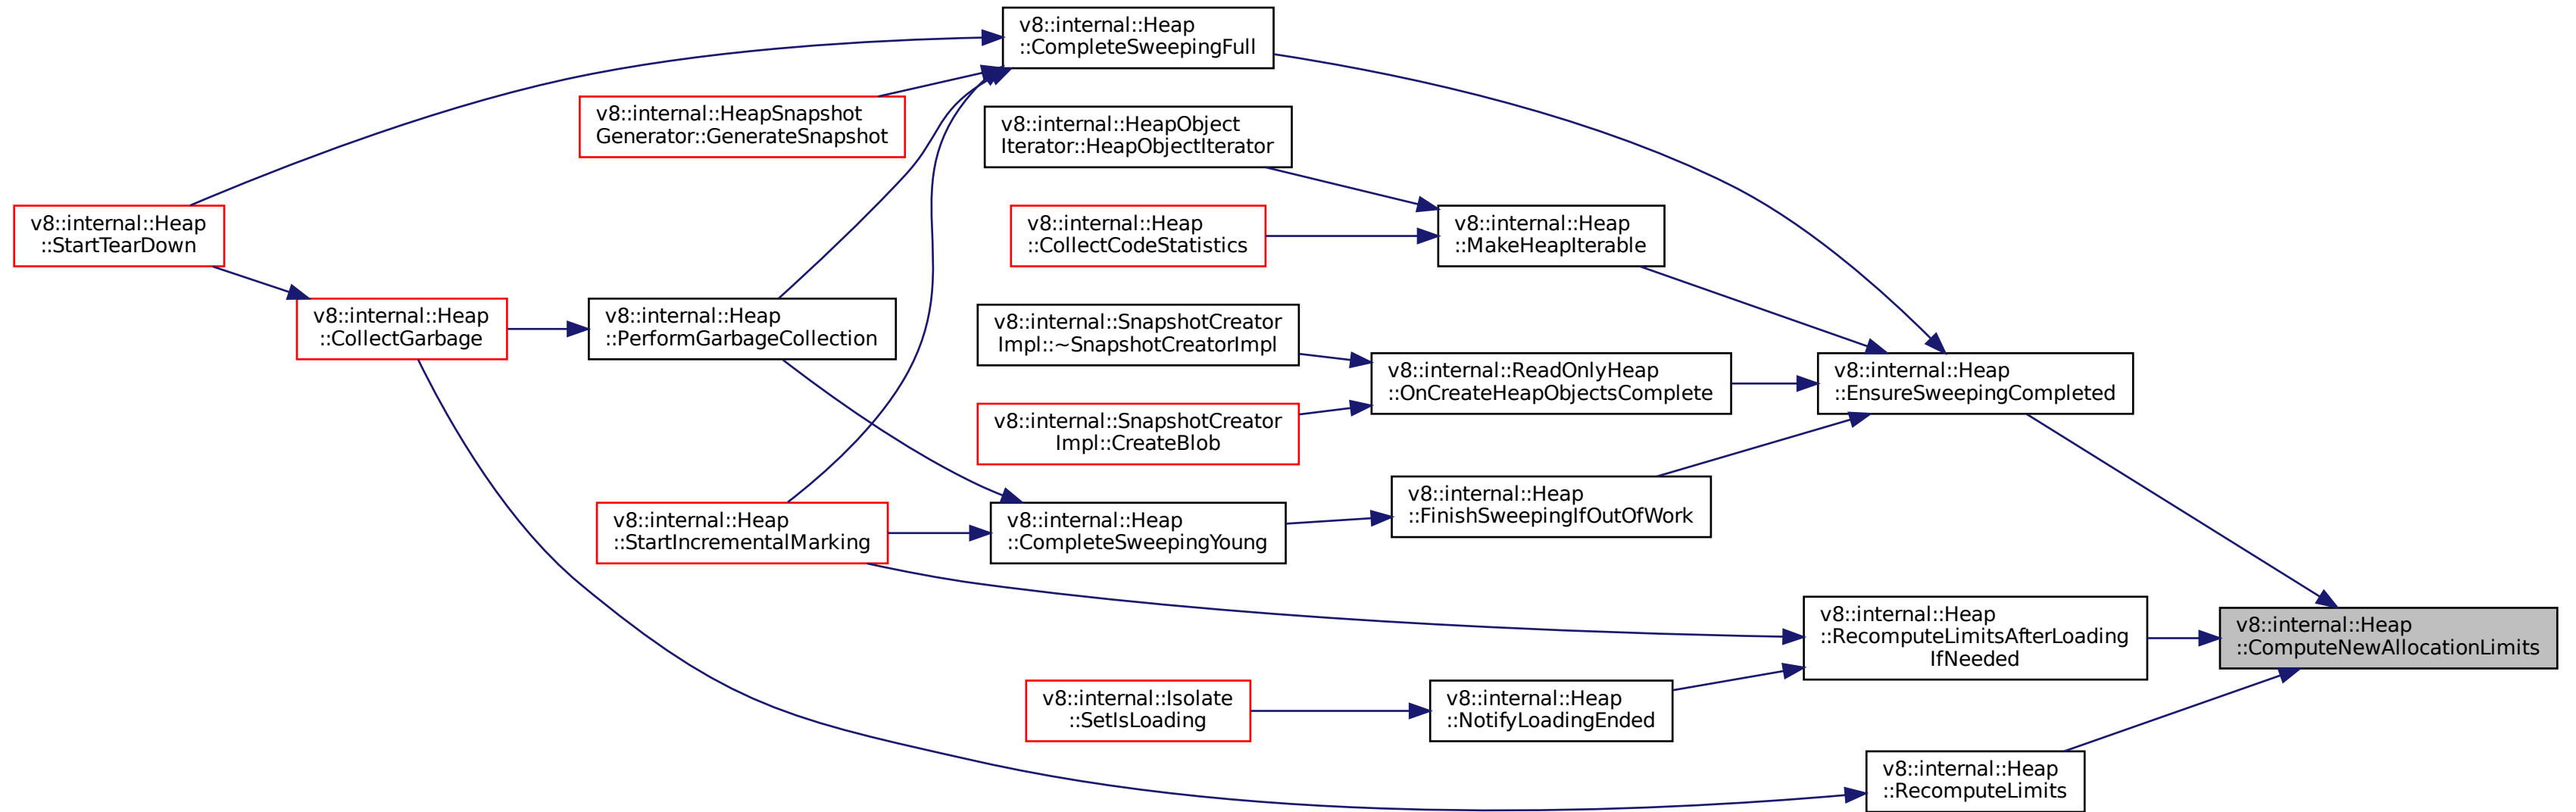 v8::internal::Heap
::CompleteSweepingFull
v8::internal::HeapSnapshot
Generator::GenerateSnapshot
v8::internal::HeapObject
Iterator::HeapObjectIterator
v8::internal::Heap
::StartTearDown
v8::internal::Heap
::CollectCodeStatistics
v8::internal::Heap
::MakeHeapIterable
v8::internal::Heap
::CollectGarbage
v8::internal::Heap
::PerformGarbageCollection
v8::internal::SnapshotCreator
Impl::~SnapshotCreatorImpl
v8::internal::ReadOnlyHeap
::OnCreateHeapObjectsComplete
v8::internal::Heap
::EnsureSweepingCompleted
v8::internal::SnapshotCreator
Impl::CreateBlob
v8::internal::Heap
::FinishSweepingIfOutOfWork
v8::internal::Heap
::StartIncrementalMarking
v8::internal::Heap
::CompleteSweepingYoung
v8::internal::Heap
::RecomputeLimitsAfterLoading
IfNeeded
v8::internal::Heap
::ComputeNewAllocationLimits
v8::internal::Isolate
::SetIsLoading
v8::internal::Heap
::NotifyLoadingEnded
v8::internal::Heap
::RecomputeLimits